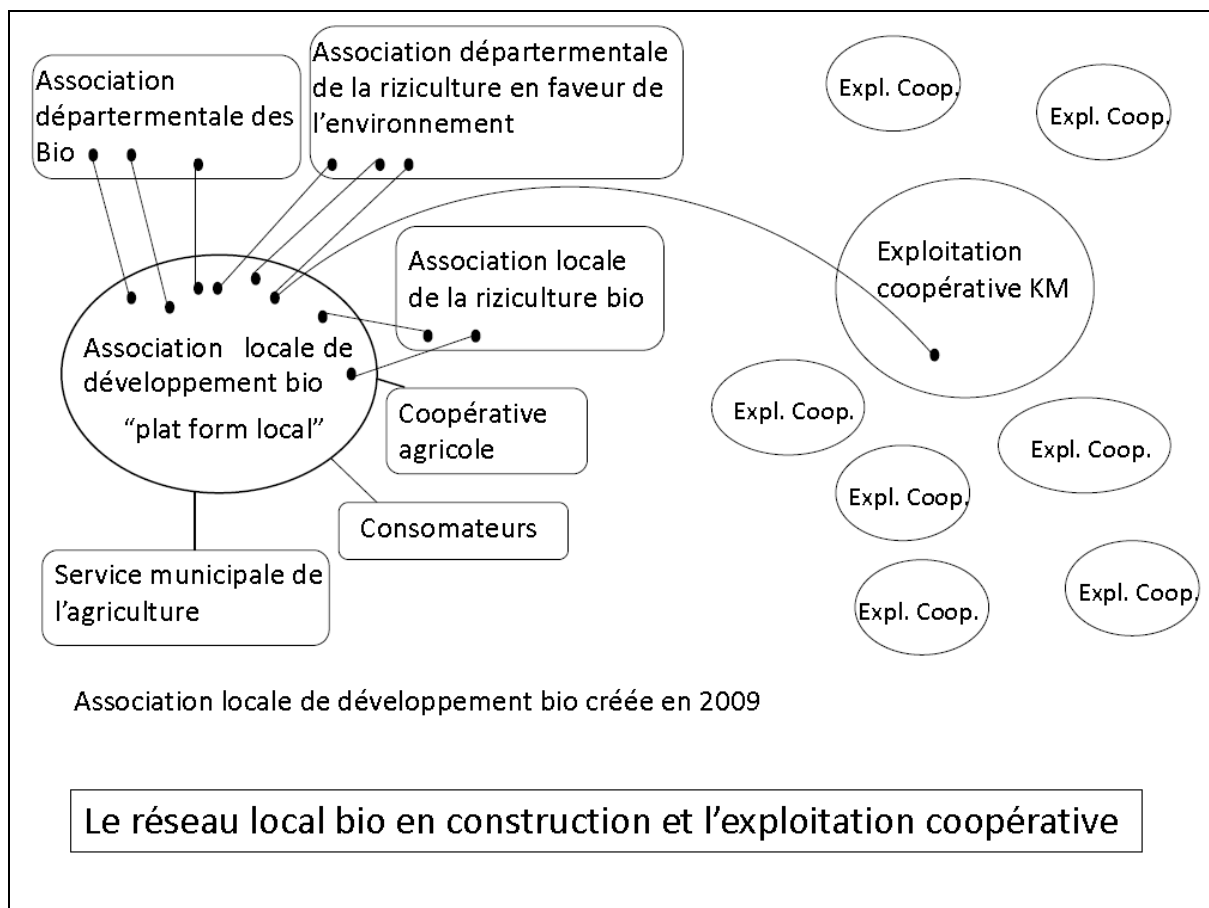 Association
départermentale des
Bio
Association départermentale
de la riziculture en faveur de
l’environnement
Expl. Coop.
Expl. Coop.
Exploitation
coopérative KM
Association locale
de la riziculture bio
Association locale de
développement bio
“plat form local”
Coopérative
agricole
Consomateurs
Service municipale de
l’agriculture
Expl. Coop.
Expl. Coop.
Expl. Coop.
Expl. Coop.
Expl. Coop.
Association locale de développement bio créée en 2009
Le réseau local bio en construction et l’exploitation coopérative